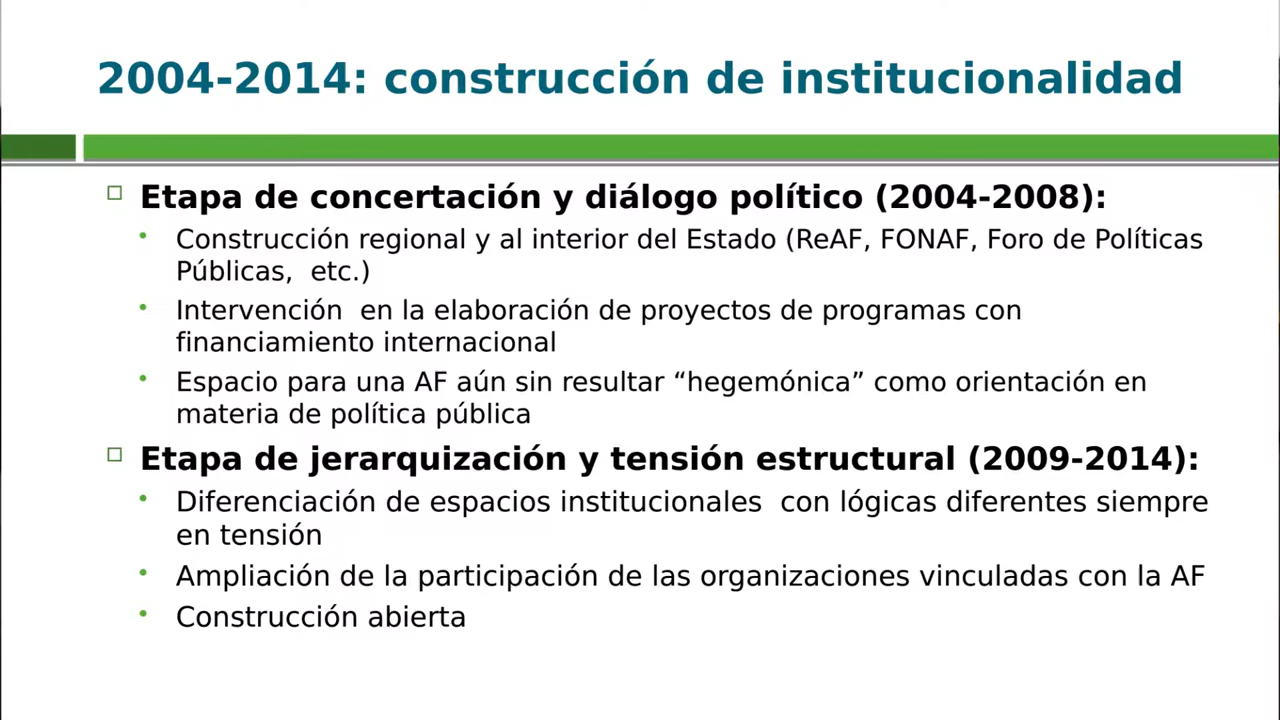 2004-2014: construcción de institucionalidad
Etapa de concertación y diálogo político (2004-2008):
Construcción regional y al interior del Estado (ReAF, FONAF, Foro de Políticas
Públicas,  etc.)
Intervención  en la elaboración de proyectos de programas con
financiamiento internacional
Espacio para una AF aún sin resultar “hegemónica” como orientación en
materia de política pública
Etapa de jerarquización y tensión estructural (2009-2014):
Diferenciación de espacios institucionales  con lógicas diferentes siempre
en tensión
Ampliación de la participación de las organizaciones vinculadas con la AF
Construcción abierta